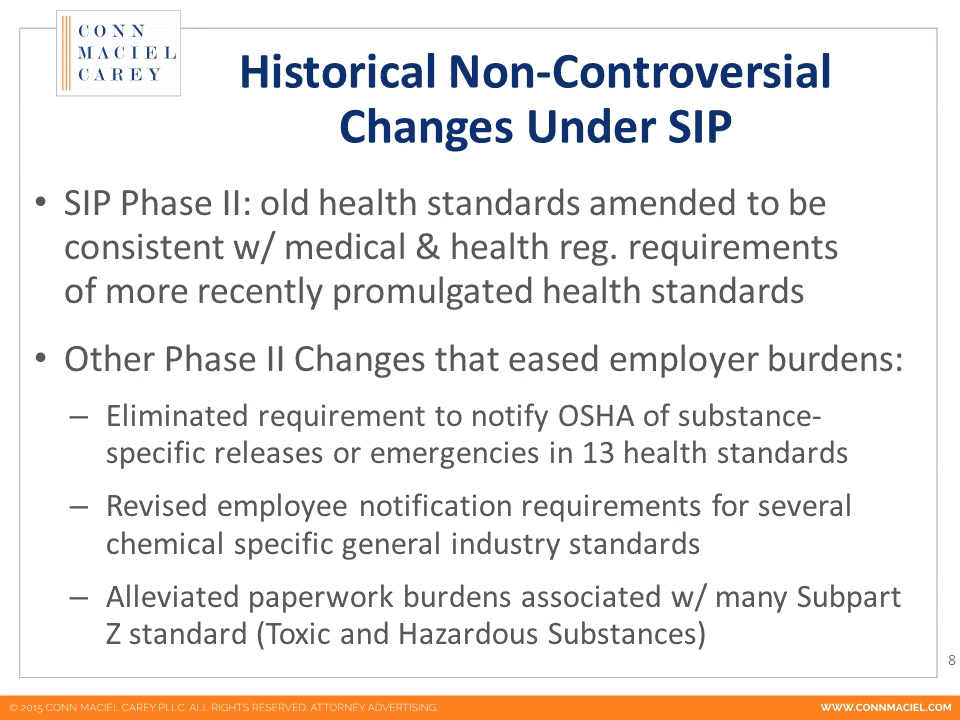 CONN
MACIEL
CAREY
Historical Non-Controversial
Changes Under SIP
• SIP Phase II: old health standards amended to be
consistent w/ medical & health reg. requirements
of more recently promulgated health standards
• Other Phase II Changes that eased employer burdens:
– Eliminated requirement to notify OSHA of substance-
specific releases or emergencies in 13 health standards
– Revised employee notification requirements for several
chemical specific general industry standards
– Alleviated paperwork burdens associated w/ many Subpart
Z standard (Toxic and Hazardous Substances)
8
© 2015 CONN MACIEL CAREY PLLC. ALL RIGHTS RESERVED. ATTORNEY ADVERTISING.
WWW.CONNMACIEL.COM